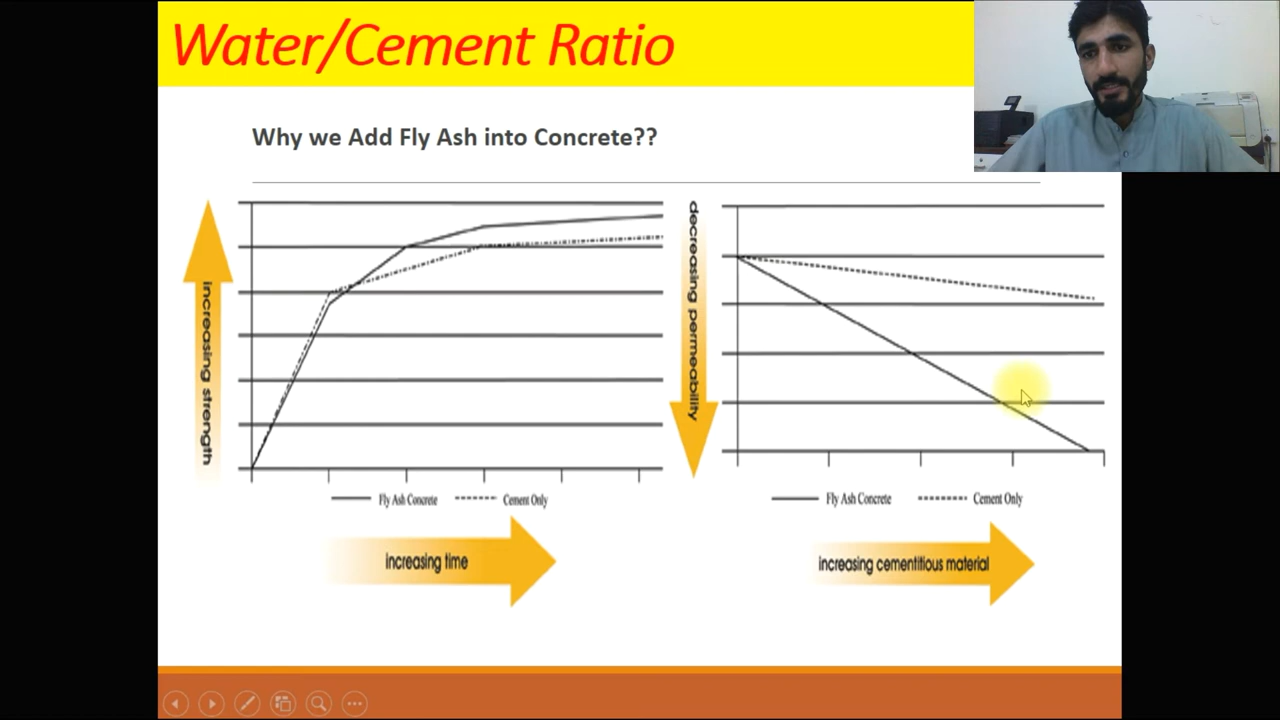 Water/Cement Ratio
Why we Add Fly Ash into Concrete??
increasing strength
Fly Ash Concrete
Cement Only
increasing time
decreasing permeability
Fly Ash Concrete
Cement Only
increasing cementitious material